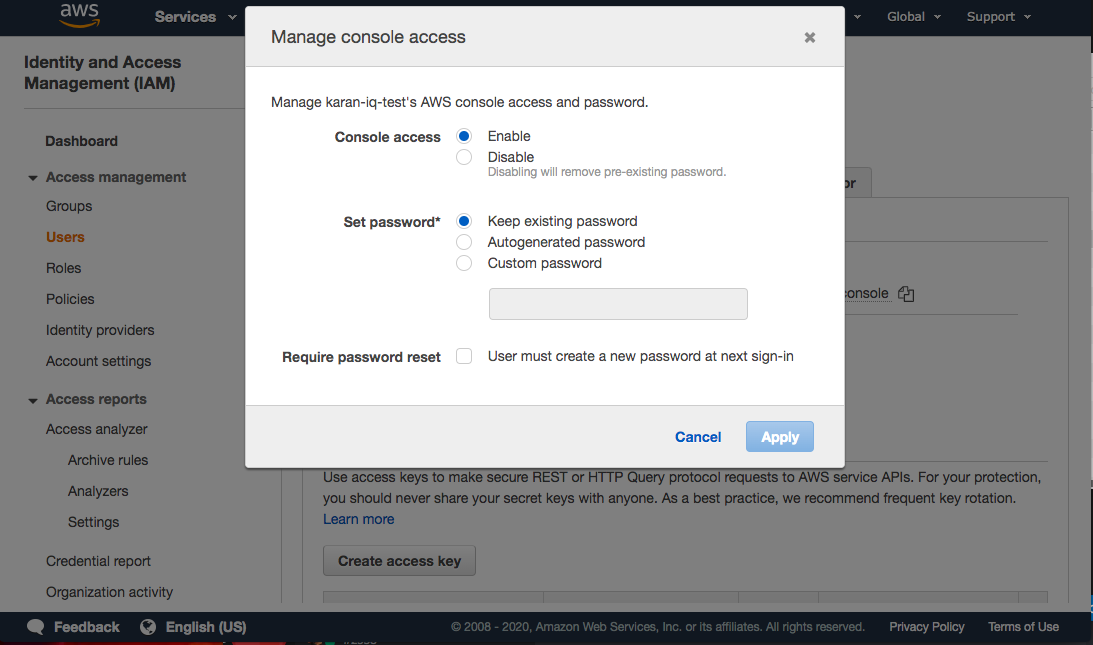 aws
Services
Global
Support
Identity and Access
Management (IAM)
Dashboard
Access management
Groups
Users
Roles
Policies
Identity providers
Account settings
Access reports
Access analyzer
Archive rules
Analyzers
Settings
Credential report
Organization activity
Manage console access
Manage karan-iq-test's AWS console access and password.
Console access
Enable
Disable
Disabling will remove pre-existing password.
Set password*
Keep existing password
Autogenerated password
Custom password
Require password reset
User must create a new password at next sign-in
Cancel
Apply
or
console
Use access keys to make secure REST or HTTP Query protocol requests to AWS service APIs. For your protection,
you should never share your secret keys with anyone. As a best practice, we recommend frequent key rotation.
Learn more
Create access key
Feedback
English (US)
© 2008 - 2020, Amazon Web Services, Inc. or its affiliates. All rights reserved.
Privacy Policy
Terms of Use